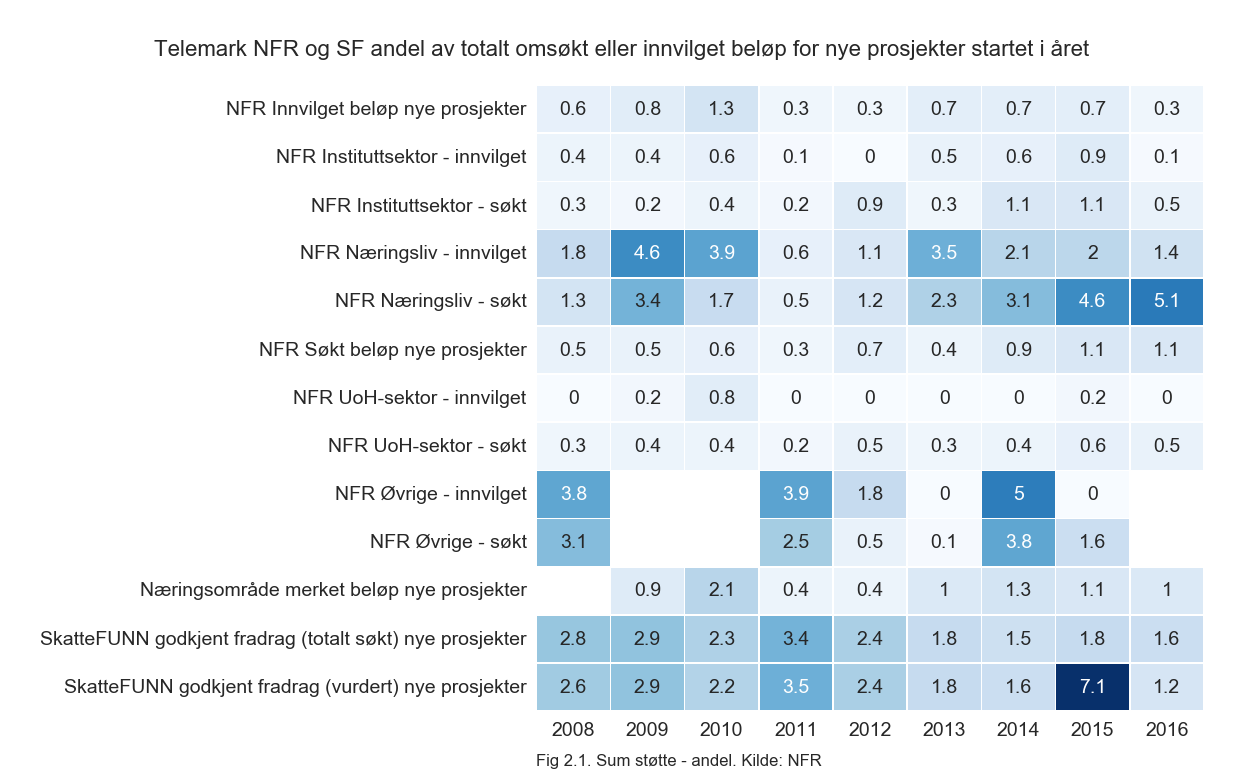 Telemark NFR og SF andel av totalt omsøkt eller innvilget beløp for nye prosjekter startet i året
NFR Innvilget beløp nye prosjekter 0.6 0.8 1.3 0.3 0.3 0.7 0.7 0.7 0.3
NFR Instituttsektor - innvilget 0.4 0.4 0.6 0.1 0 0.5 0.6 0.9 0.1
NFR Instituttsektor - søkt 0.3 0.2 0.4 0.2 0.9 0.3 1.1 1.1 0.5
NFR Næringsliv - innvilget 1.8 4.6 3.9 0.6 1.1 3.5 2.1 2 1.4
NFR Næringsliv - søkt 1.3 3.4 1.7 0.5 1.2 2.3 3.1 4.6 5.1
NFR Søkt beløp nye prosjekter 0.5 0.5 0.6 0.3 0.7 0.4 0.9 1.1 1.1
NFR UoH-sektor - innvilget 0 0.2 0.8 0 0 0 0 0.2 0
NFR UoH-sektor - søkt 0.3 0.4 0.4 0.2 0.5 0.3 0.4 0.6 0.5
NFR Øvrige - innvilget 3.8 3.9 1.8 0 5 0
NFR Øvrige - søkt 3.1 2.5 0.5 0.1 3.8 1.6
Næringsområde merket beløp nye prosjekter 0.9 2.1 0.4 0.4 1 1.3 1.1 1
SkatteFUNN godkjent fradrag (totalt søkt) nye prosjekter 2.8 2.9 2.3 3.4 2.4 1.8 1.5 1.8 1.6
SkatteFUNN godkjent fradrag (vurdert) nye prosjekter 2.6 2.9 2.2 3.5 2.4 1.8 1.6 7.1 1.2
2008 2009 2010 2011 2012 2013 2014 2015 2016
Fig 2.1. Sum støtte - andel. Kilde: NFR